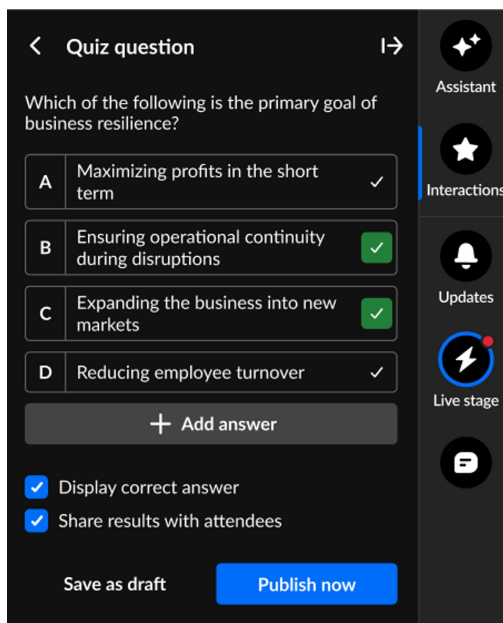 Quiz question
Which of the following is the primary goal of
business resilience?
A
Maximizing profits in the short
term
B
Ensuring operational continuity
during disruptions
C
Expanding the business into new
markets
D
Reducing employee turnover
Add answer
Display correct answer
Share results with attendees
Save as draft
Publish now
Assistant
Interactions
Updates
Live stage